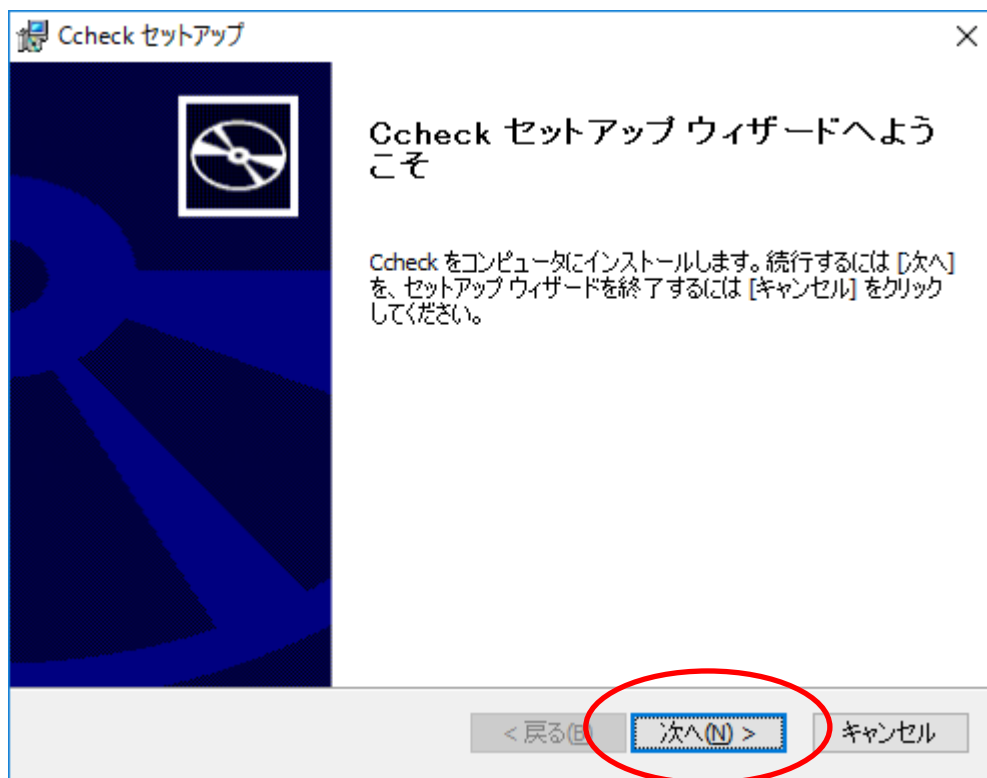 Ccheck セットアップ
Ccheck セットアップ ウィザードへよう
こそ
Ccheck をコンピュータにインストールします。続行するには [次へ]
を、セットアップ ウィザードを終了するには [キャンセル] をクリック
してください。
< 戻る(B)
次へ(N) >
キャンセル